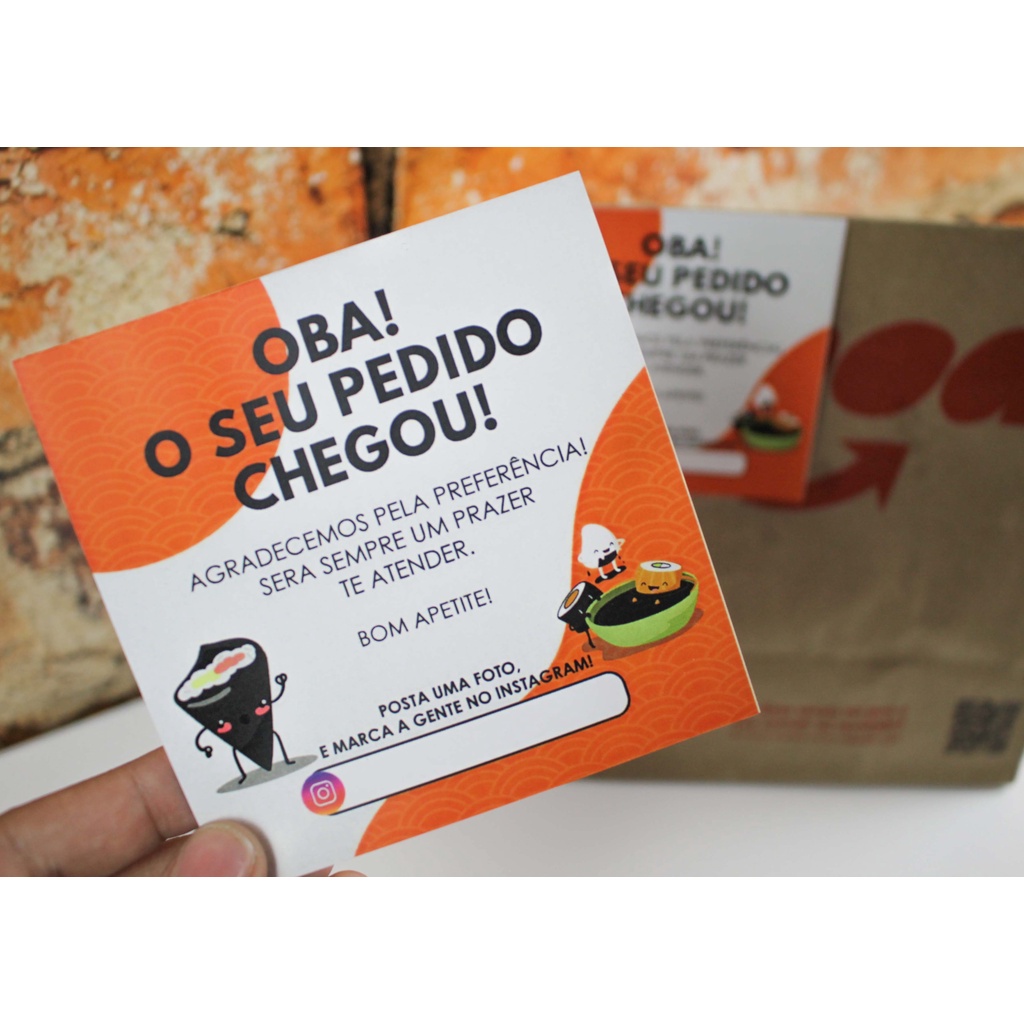 OBA!
O SEU PEDIDO
CHEGOU!
AGRADECEMOS PELA PREFERÊNCIA!
SERA SEMPRE UM PRAZER
TE ATENDER.
BOM APETITE!
POSTA UMA FOTO,
E MARCA A GENTE NO INSTAGRAM!
OBA!
SEU PEDIDO
CHEGOU!